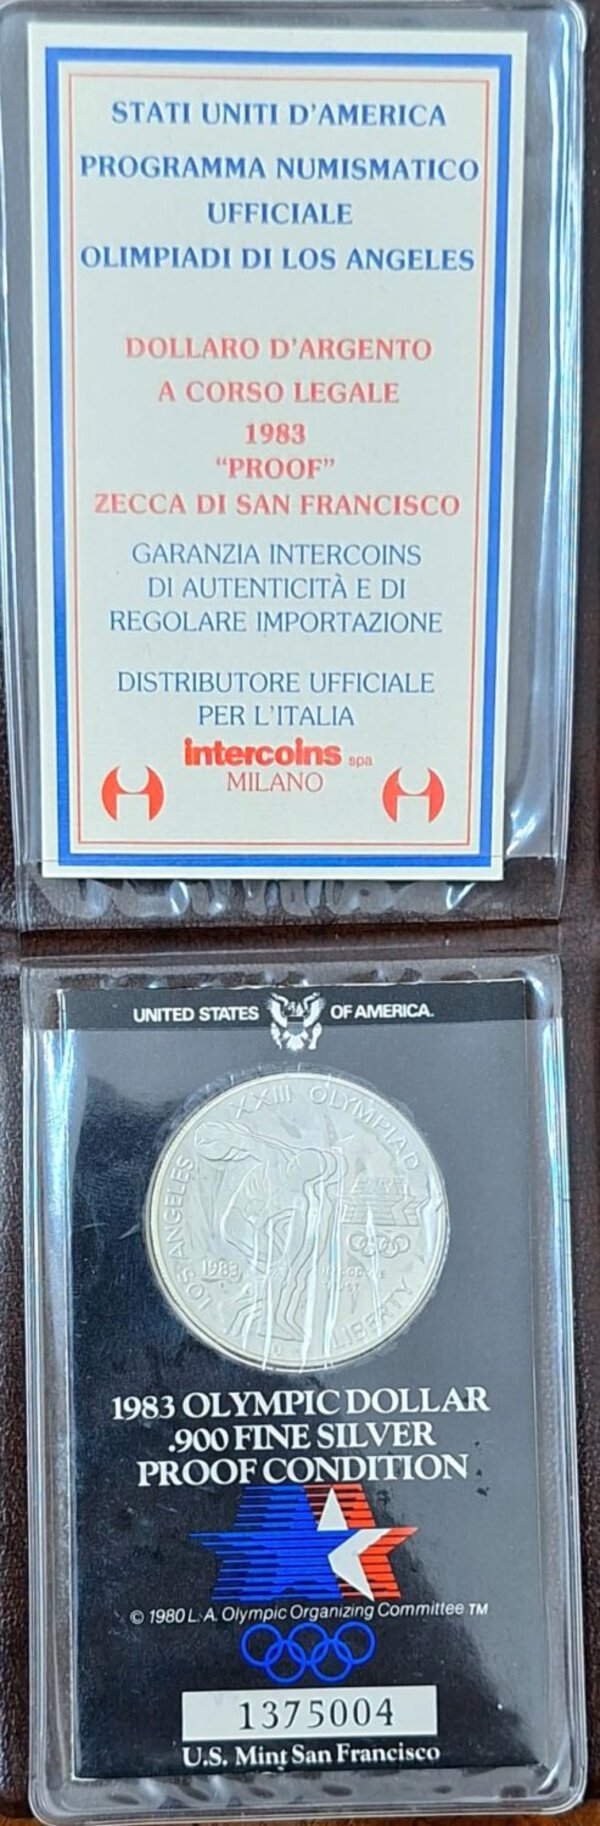 STATI UNITI D'AMERICA
PROGRAMMA NUMISMATICO
UFFICIALE
OLIMPIADI DI LOS ANGELES
DOLLARO D'ARGENTO
A CORSO LEGALE
1983
"PROOF"
ZECCA DI SAN FRANCISCO
GARANZIA INTERCOINS
DI AUTENTICITÀ E DI
REGOLARE IMPORTAZIONE
DISTRIBUTORE UFFICIALE
PER L'ITALIA
intercoins spa
MILANO
UNITED STATES OF AMERICA.
LOS ANGELES XXIII OLYMPIAD
1983
LIBERTY
1983 OLYMPIC DOLLAR
.900 FINE SILVER
PROOF CONDITION
© 1980 L.A. Olympic Organizing Committee TM
1375004
U.S. Mint San Francisco